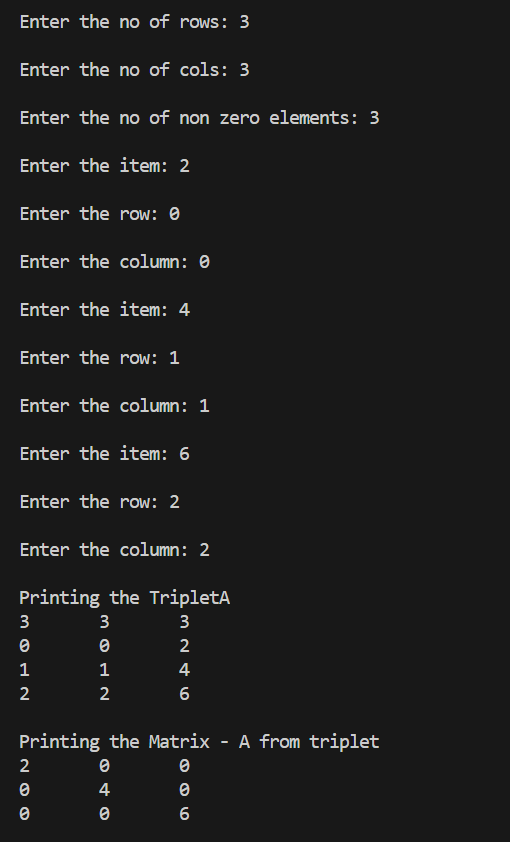 Enter the no of rows: 3
Enter the no of cols: 3
Enter the no of non zero elements: 3
Enter the item: 2
Enter the row: 0
Enter the column: 0
Enter the item: 4
Enter the row: 1
Enter the column: 1
Enter the item: 6
Enter the row: 2
Enter the column: 2
Printing the TripletA
3 3 3
0 0 2
1 1 4
2 2 6
Printing the Matrix - A from triplet
2 0 0
0 4 0
0 0 6